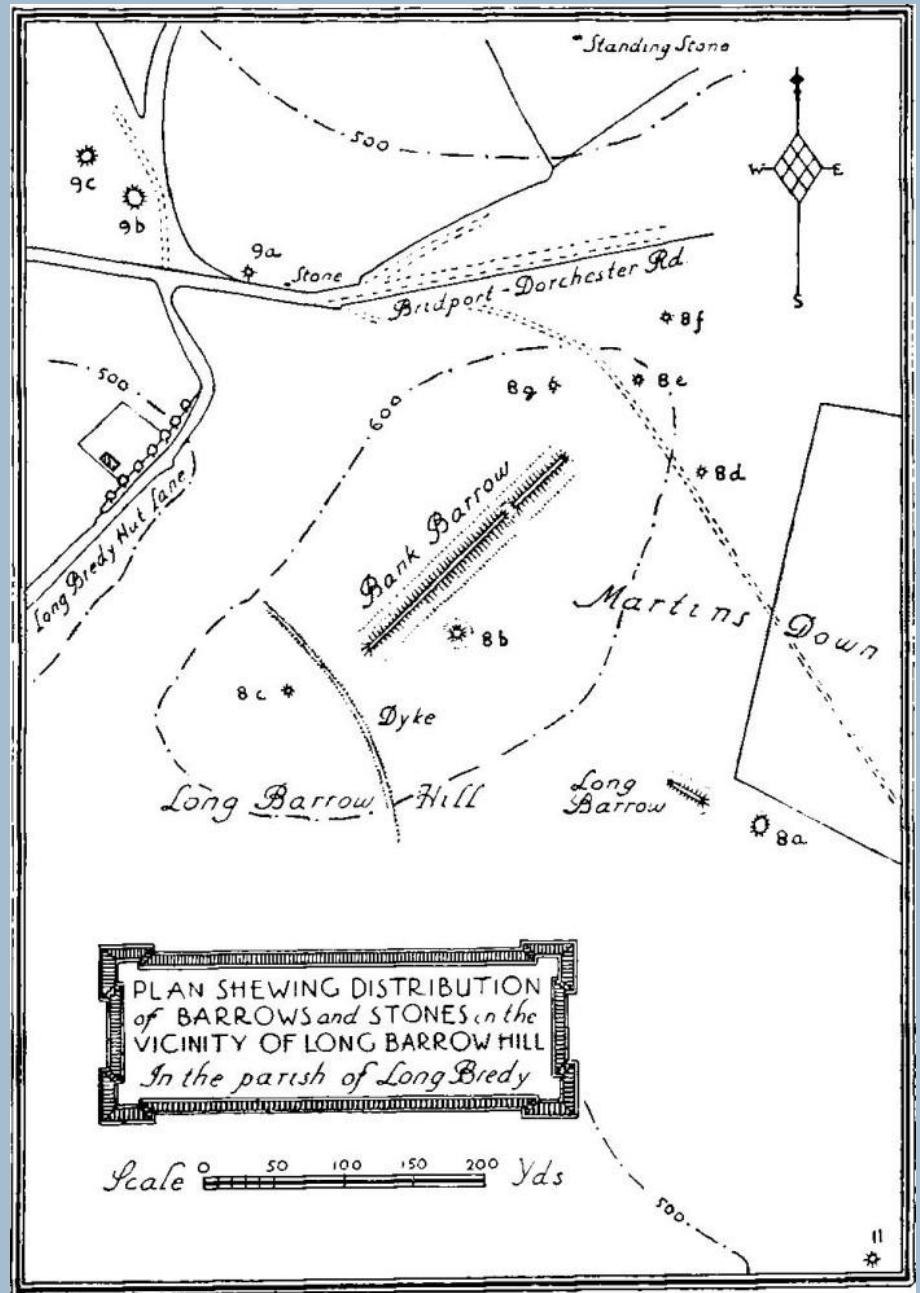 Standing Stone
500
W
E
S
9c
9b
9a
Stone
Bridport - Dorchester Rd.
8f
500
600
8g
8e
8d
Long Bredy Hut Lane
Bank Barrow
Martins Down
8b
8c
Dyke
Long Barrow Hill
Long
Barrow
8a
PLAN SHEWING DISTRIBUTION
of BARROWS and STONES in the
VICINITY OF LONG BARROW HILL
In the parish of Long Bredy
Scale 0 50 100 150 200 Yds
500
11